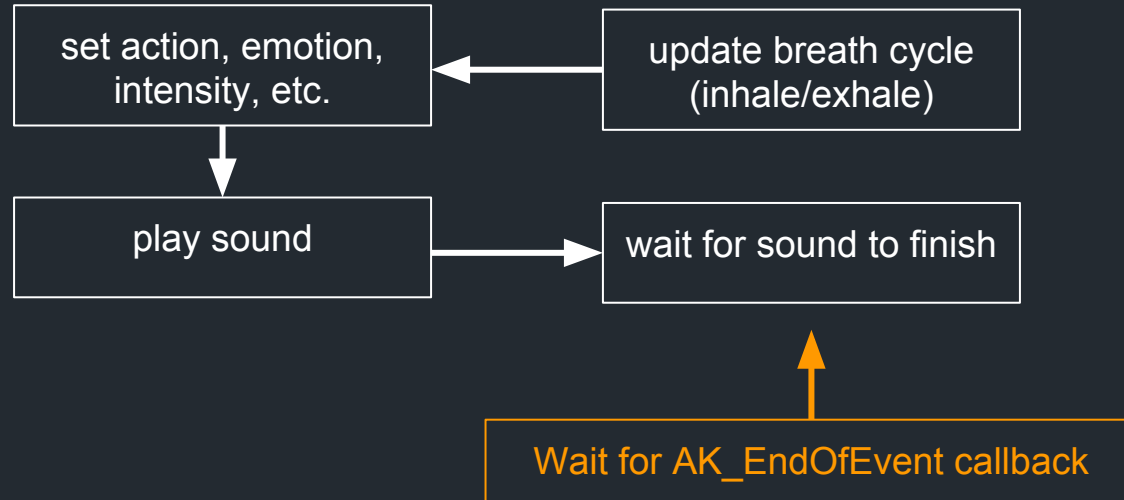 set action, emotion,
intensity, etc.
update breath cycle
(inhale/exhale)
play sound
wait for sound to finish
Wait for AK_EndOfEvent callback